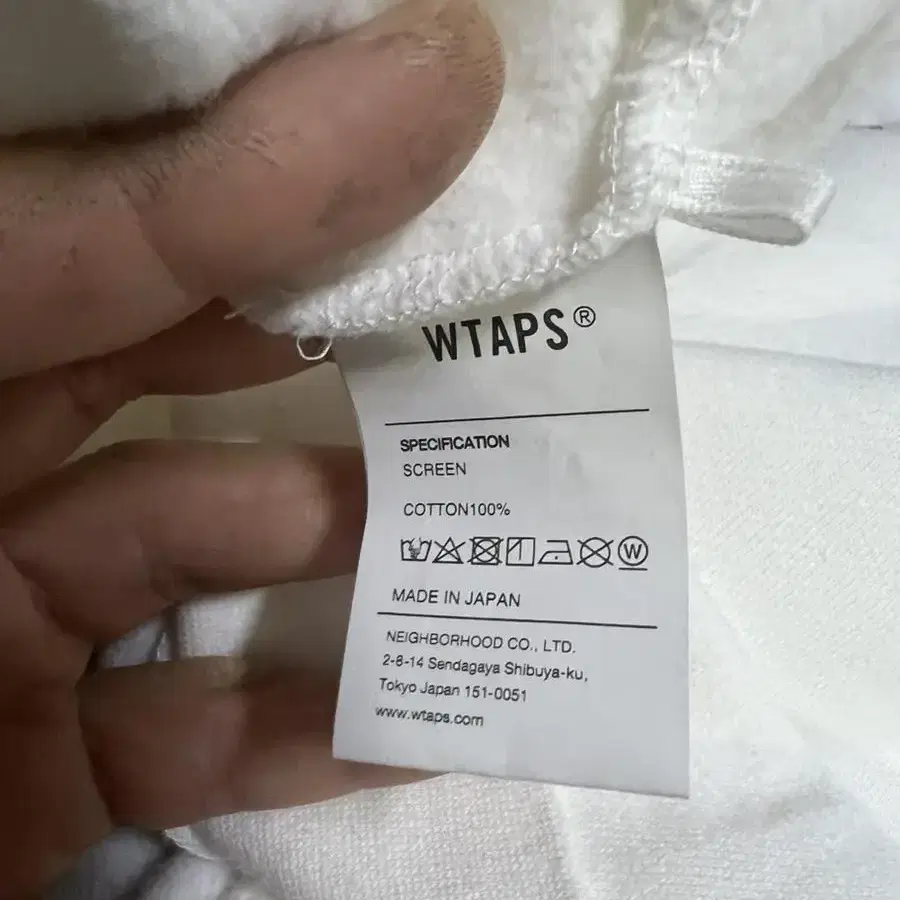 WTAPS®
SPECIFICATION
SCREEN
COTTON100%
W
MADE IN JAPAN
NEIGHBORHOOD CO., LTD.
2-8-14 Sendagaya Shibuya-ku,
Tokyo Japan 151-0051
www.wtaps.com